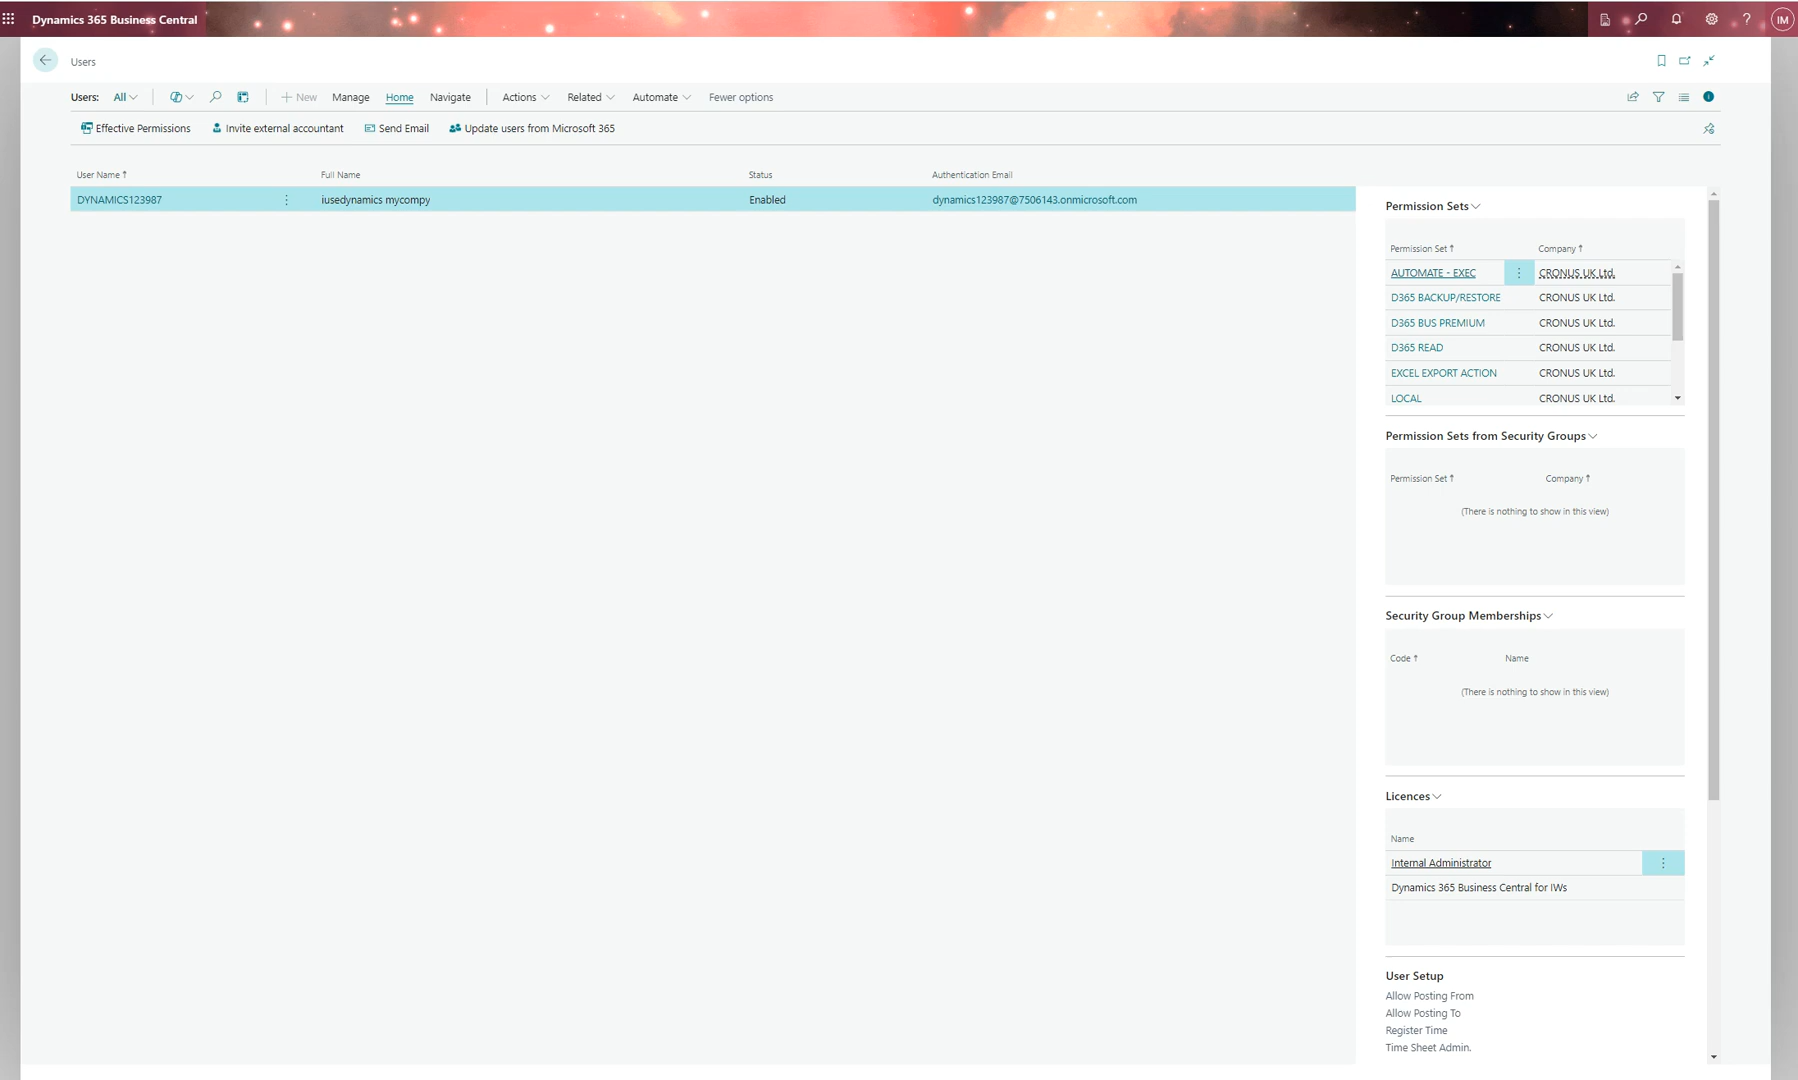 Dynamics 365 Business Central
? IM
Users
Users: All New Manage Home Navigate Actions Related Automate Fewer options
Effective Permissions Invite external accountant Send Email Update users from Microsoft 365
User Name ↑ Full Name Status Authentication Email
DYNAMICS123987 iusedynamics mycompy Enabled dynamics123987@7506143.onmicrosoft.com
Permission Sets
Permission Set ↑ Company ↑
AUTOMATE - EXEC CRONUS UK Ltd.
D365 BACKUP/RESTORE CRONUS UK Ltd.
D365 BUS PREMIUM CRONUS UK Ltd.
D365 READ CRONUS UK Ltd.
EXCEL EXPORT ACTION CRONUS UK Ltd.
LOCAL CRONUS UK Ltd.
Permission Sets from Security Groups
Permission Set ↑ Company ↑
(There is nothing to show in this view)
Security Group Memberships
Code ↑ Name
(There is nothing to show in this view)
Licences
Name
Internal Administrator
Dynamics 365 Business Central for IWs
User Setup
Allow Posting From
Allow Posting To
Register Time
Time Sheet Admin.